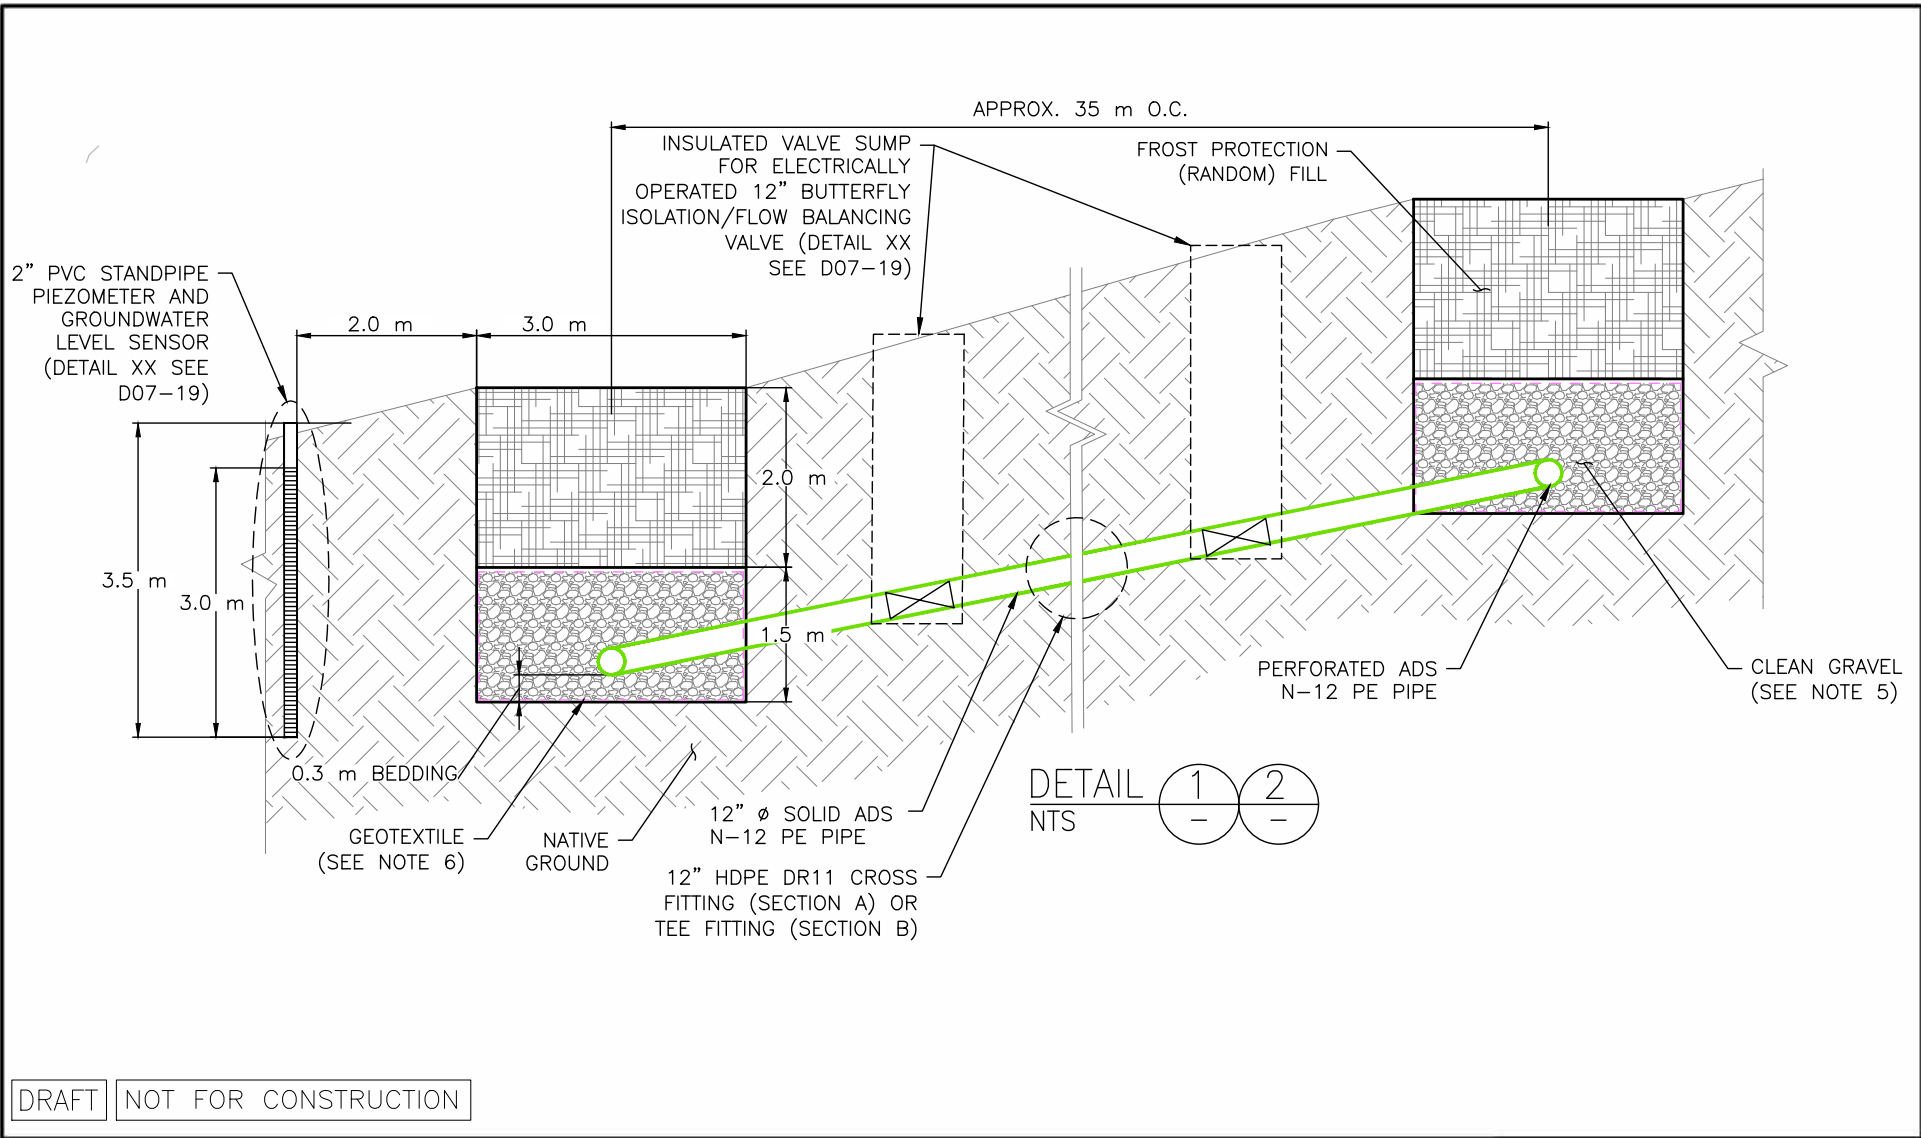 APPROX. 35 m O.C.
INSULATED VALVE SUMP
FOR ELECTRICALLY
OPERATED 12" BUTTERFLY
ISOLATION/FLOW BALANCING
VALVE (DETAIL XX
SEE D07-19)
FROST PROTECTION
(RANDOM) FILL
2" PVC STANDPIPE
PIEZOMETER AND
GROUNDWATER
LEVEL SENSOR
(DETAIL XX SEE
D07-19)
2.0 m
3.0 m
2.0 m
3.5 m
3.0 m
1.5 m
PERFORATED ADS
N-12 PE PIPE
CLEAN GRAVEL
(SEE NOTE 5)
0.3 m BEDDING
GEOTEXTILE
(SEE NOTE 6)
NATIVE
GROUND
12" ø SOLID ADS
N-12 PE PIPE
12" HDPE DR11 CROSS
FITTING (SECTION A) OR
TEE FITTING (SECTION B)
DETAIL
NTS
1
-
2
-
DRAFT
NOT FOR CONSTRUCTION